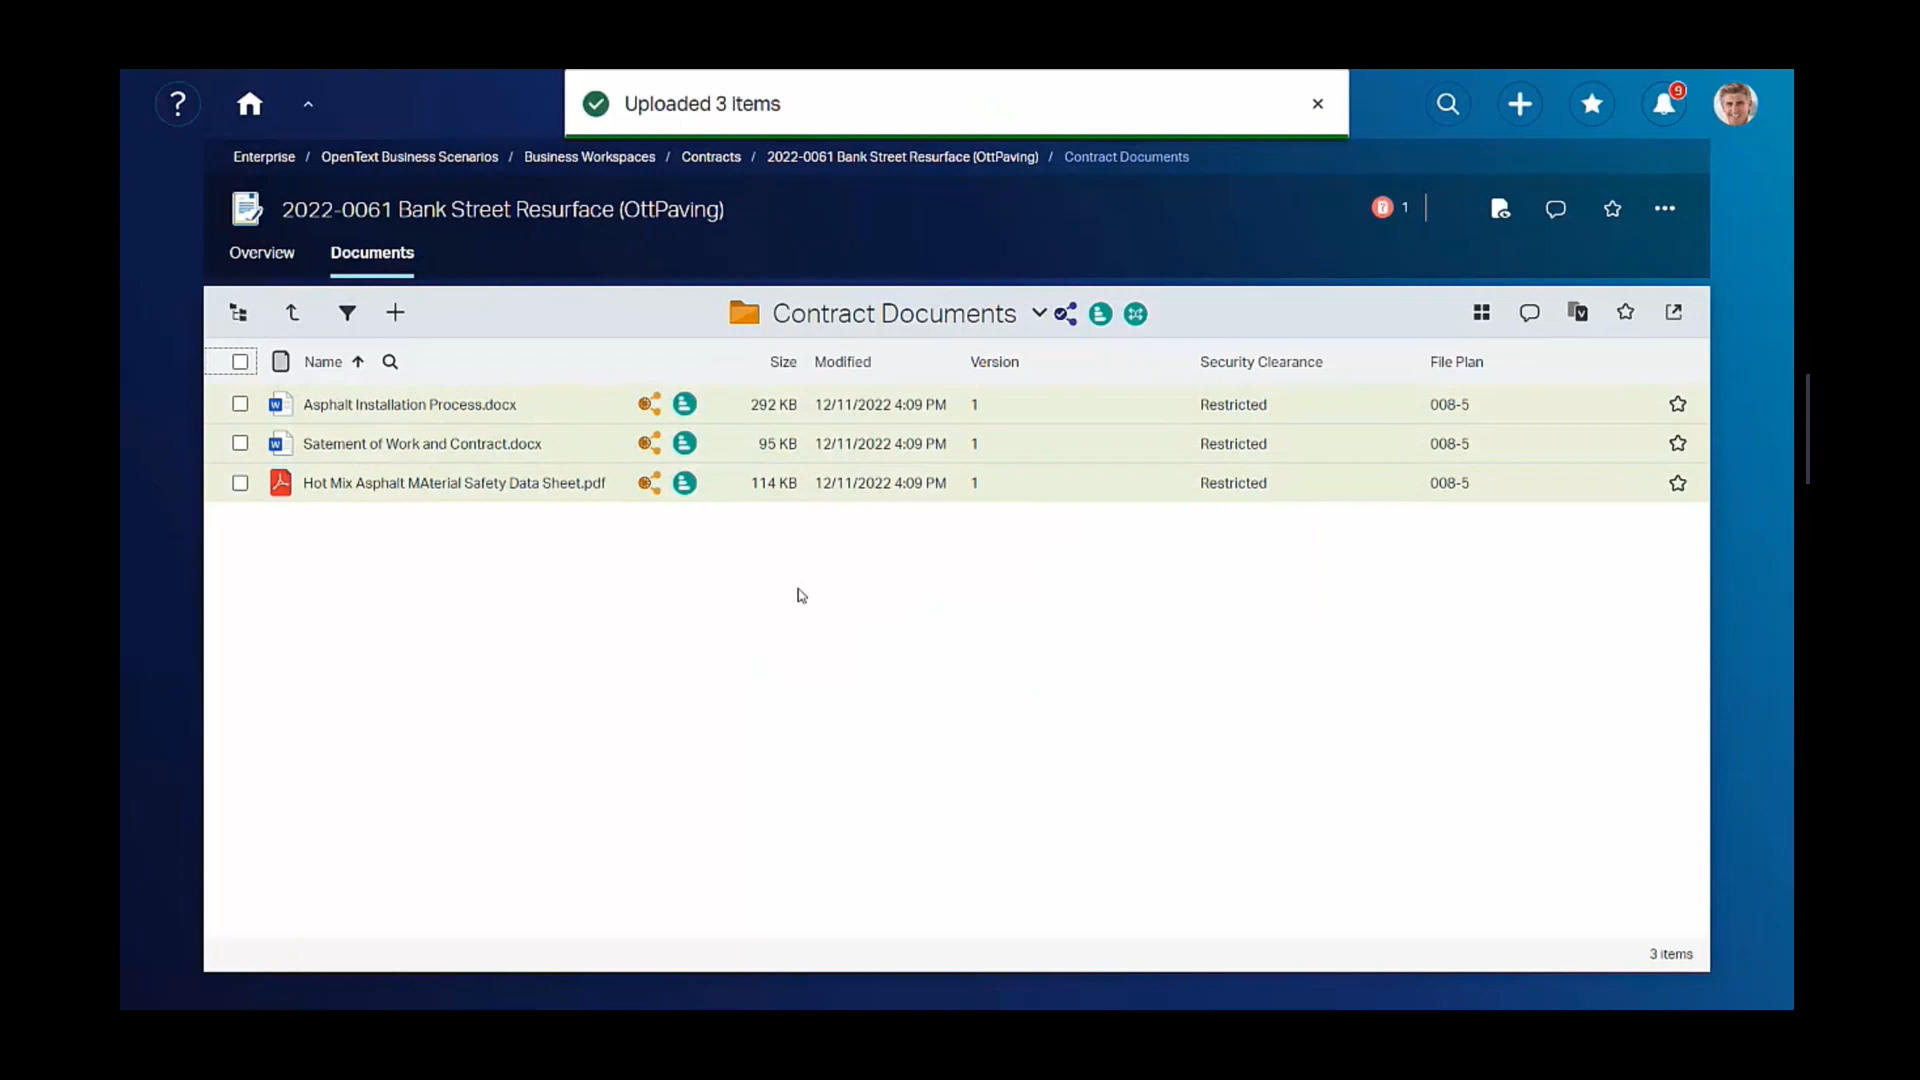 ?
Uploaded 3 items
9
Enterprise / OpenText Business Scenarios / Business Workspaces / Contracts / 2022-0061 Bank Street Resurface (OttPaving) / Contract Documents
2022-0061 Bank Street Resurface (OttPaving)
1
Overview Documents
Contract Documents
Name Size Modified Version Security Clearance File Plan
Asphalt Installation Process.docx 292 KB 12/11/2022 4:09 PM 1 Restricted 008-5
Satement of Work and Contract.docx 95 KB 12/11/2022 4:09 PM 1 Restricted 008-5
Hot Mix Asphalt MAterial Safety Data Sheet.pdf 114 KB 12/11/2022 4:09 PM 1 Restricted 008-5
3 items